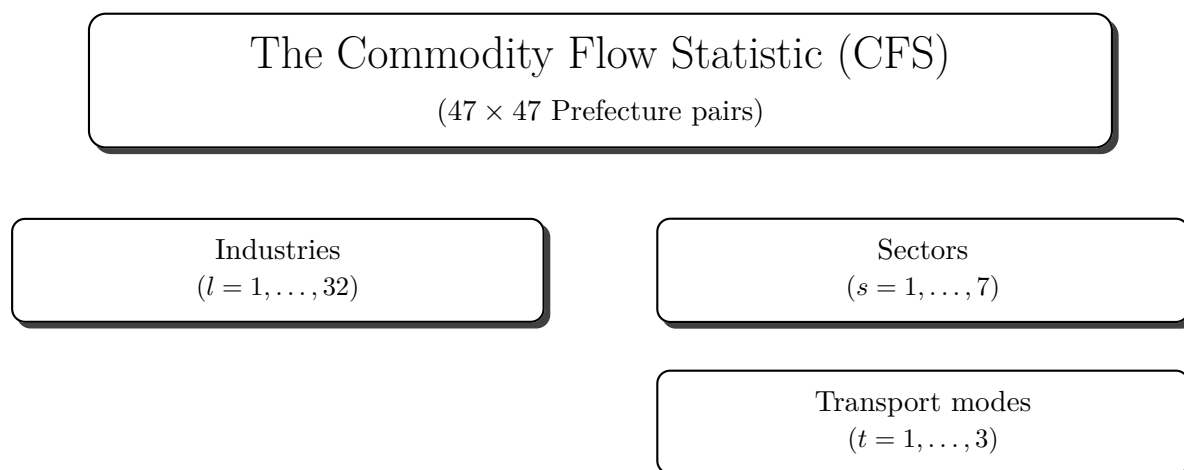 The Commodity Flow Statistic (CFS)
(47 × 47 Prefecture pairs)
Industries
(l = 1, . . . , 32)
Sectors
(s = 1, . . . , 7)
Transport modes
(t = 1, . . . , 3)